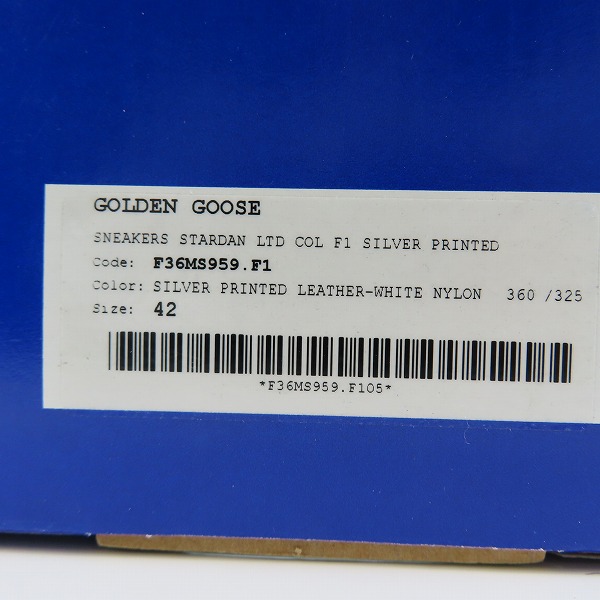 GOLDEN GOOSE
SNEAKERS STARDAN LTD COL F1 SILVER PRINTED
Code: F36MS959.F1
Color: SILVER PRINTED LEATHER-WHITE NYLON 360 /325
Size: 42
*F36MS959.F105*